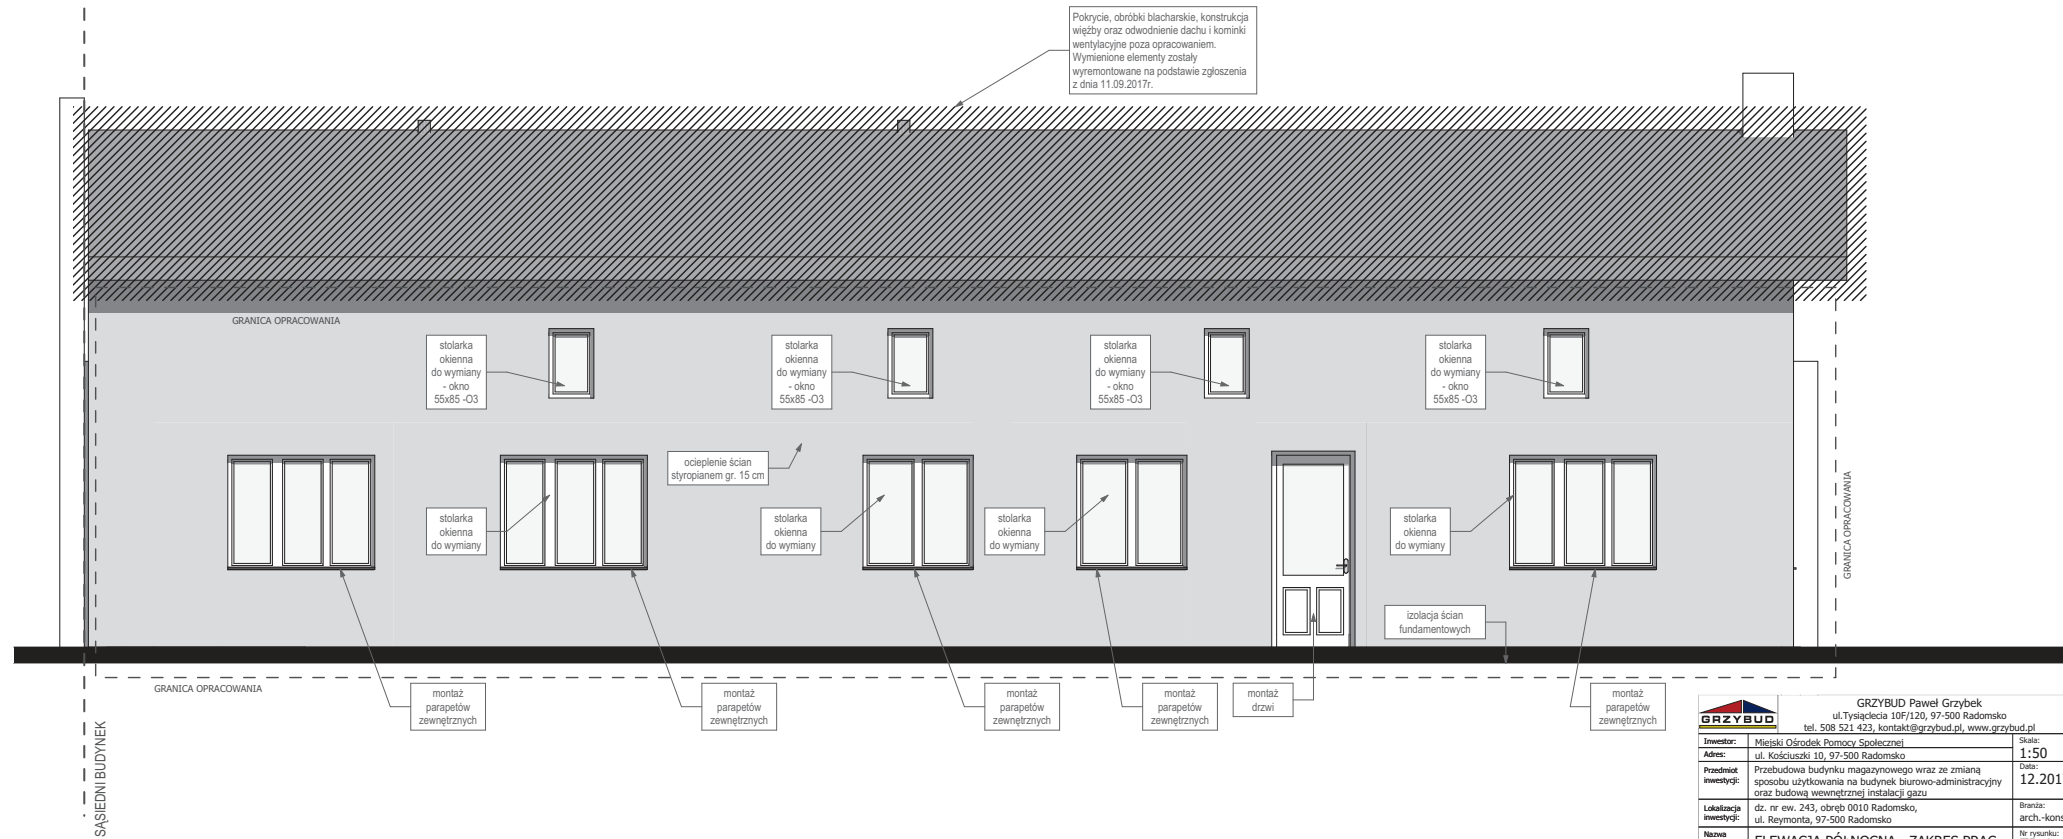 Pokrycie, obróbki blacharskie, konstrukcja
więźby oraz odwodnienie dachu i kominki
wentylacyjne poza opracowaniem.
Wymienione elementy zostały
wyremontowane na podstawie zgłoszenia
z dnia 11.09.2017r.
GRANICA OPRACOWANIA
stolarka
okienna
do wymiany
- okno
55x85 -O3
stolarka
okienna
do wymiany
- okno
55x85 -O3
stolarka
okienna
do wymiany
- okno
55x85 -O3
stolarka
okienna
do wymiany
- okno
55x85 -O3
ocieplenie ścian
styropianem gr. 15 cm
stolarka
okienna
do wymiany
stolarka
okienna
do wymiany
stolarka
okienna
do wymiany
stolarka
okienna
do wymiany
GRANICA OPRACOWANIA
izolacja ścian
fundamentowych
GRANICA OPRACOWANIA
montaż
parapetów
zewnętrznych
montaż
parapetów
zewnętrznych
montaż
parapetów
zewnętrznych
montaż
parapetów
zewnętrznych
montaż
drzwi
montaż
parapetów
zewnętrznych
SĄSIEDNI BUDYNEK
GRZYBUD
GRZYBUD Paweł Grzybek
ul.Tysiąclecia 10F/120, 97-500 Radomsko
tel. 508 521 423, kontakt@grzybud.pl, www.grzybud.pl
Inwestor: Miejski Ośrodek Pomocy Społecznej
Adres: ul. Kościuszki 10, 97-500 Radomsko
Skala:
1:50
Przedmiot
inwestycji:
Przebudowa budynku magazynowego wraz ze zmianą
sposobu użytkowania na budynek biurowo-administracyjny
oraz budową wewnętrznej instalacji gazu
Data:
12.201
Lokalizacja
inwestycji:
dz. nr ew. 243, obręb 0010 Radomsko,
ul. Reymonta, 97-500 Radomsko
Branża:
arch.-kons
Nazwa
ELEWACJA PÓŁNOCNA - ZAKRES PRAC
Nr rysunku: